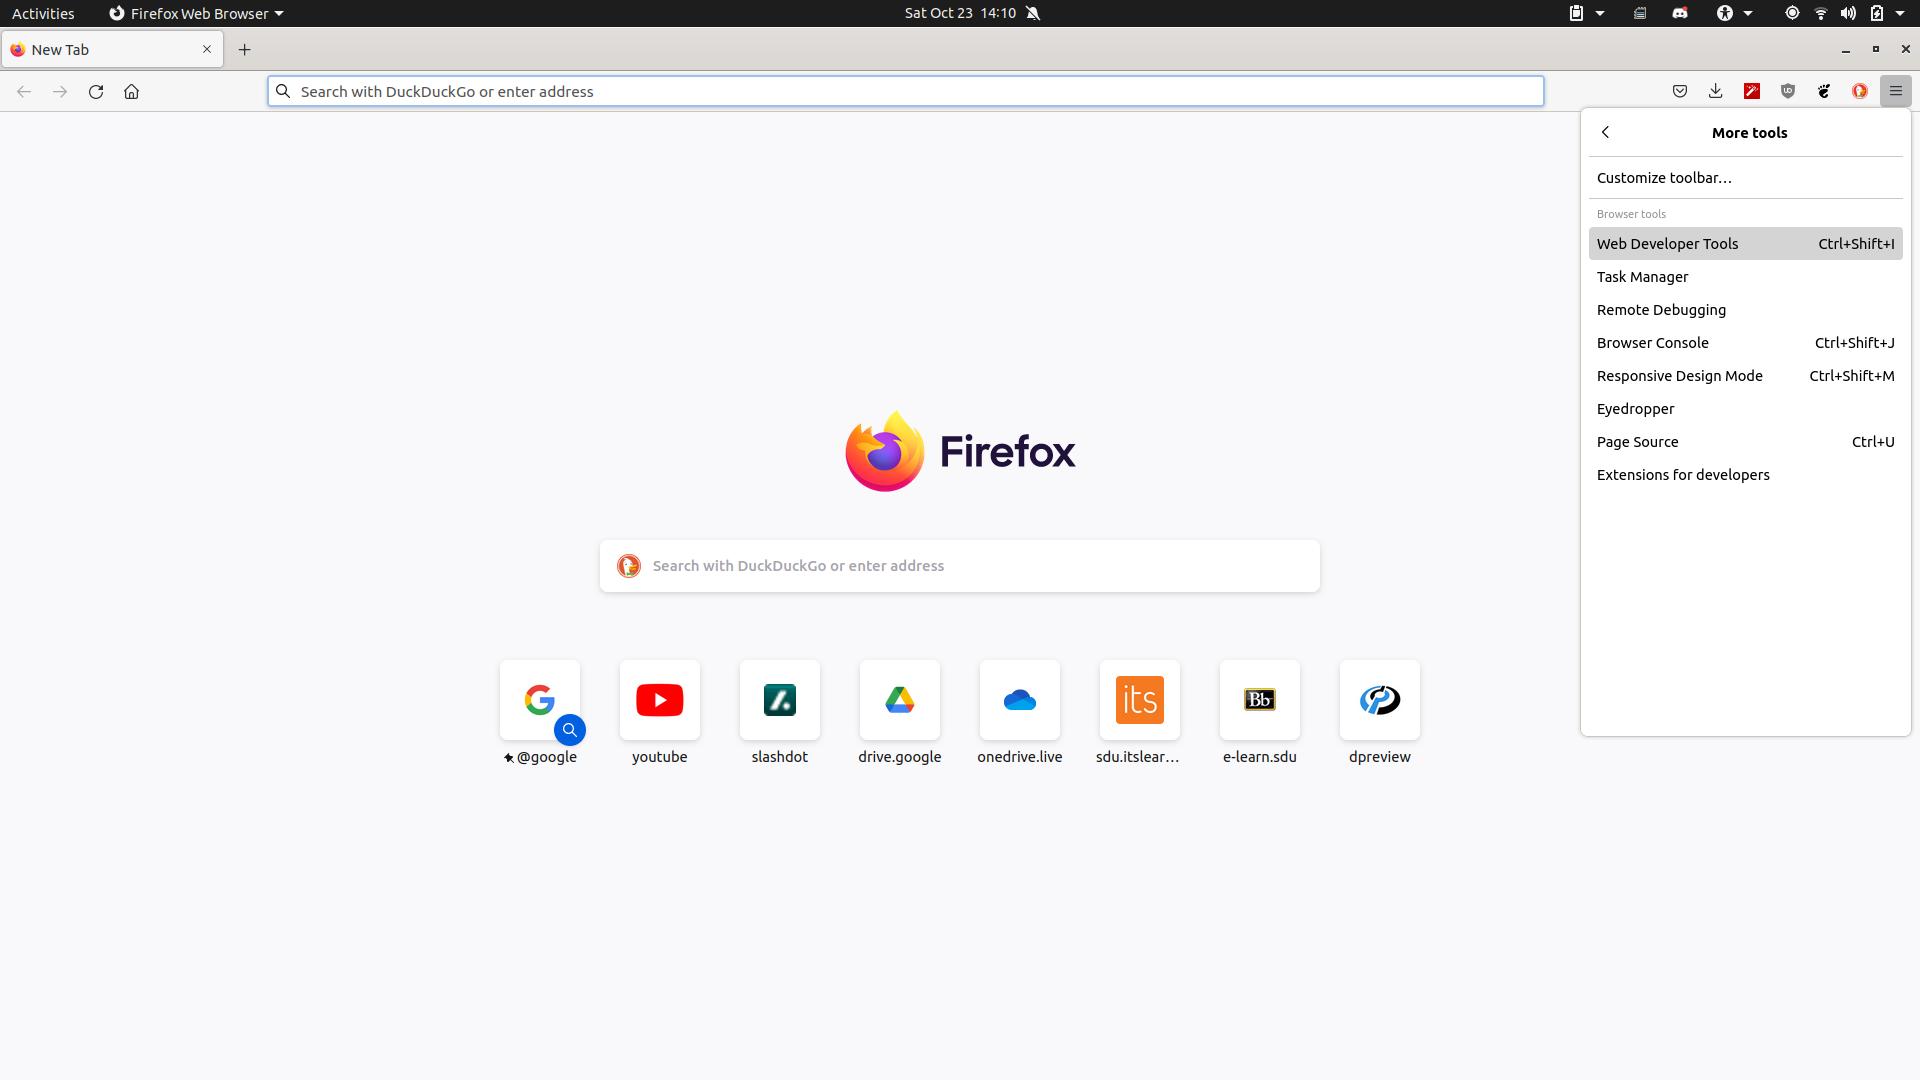 Activities
Firefox Web Browser
Sat Oct 23 14:10
New Tab
Search with DuckDuckGo or enter address
More tools
Customize toolbar…
Browser tools
Web Developer Tools Ctrl+Shift+I
Task Manager
Remote Debugging
Browser Console Ctrl+Shift+J
Responsive Design Mode Ctrl+Shift+M
Eyedropper
Page Source Ctrl+U
Extensions for developers
Firefox
Search with DuckDuckGo or enter address
its
Bb
@google
youtube
slashdot
drive.google
onedrive.live
sdu.itslear…
e-learn.sdu
dpreview